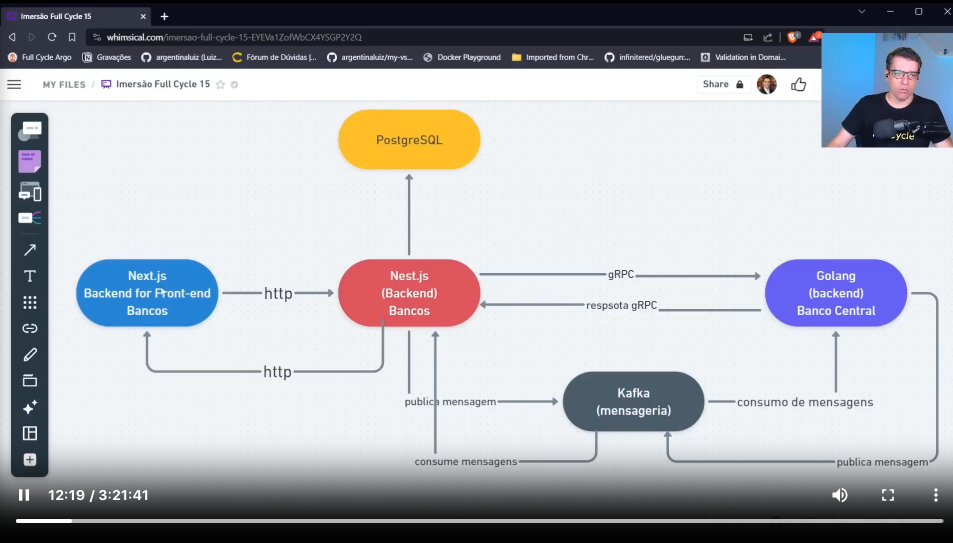 Imersão Full Cycle 15
whimsical.com/imersao-full-cycle-15-EYEVa1ZofWbCX4YSGP2Y2Q
Full Cycle Argo
Gravações
argentinaluiz (Luiz...
Fórum de Dúvidas |...
argentinaluiz/my-vs...
Docker Playground
Imported from Chr...
infinitered/gluegurc...
Validation in Domai...
MY FILES / Imersão Full Cycle 15
Share
PostgreSQL
Next.js
Backend for Front-end
Bancos
http
Nest.js
(Backend)
Bancos
gRPC
respsota gRPC
Golang
(backend)
Banco Central
http
publica mensagem
Kafka
(mensageria)
consumo de mensagens
consume mensagens
publica mensagem
12:19 / 3:21:41